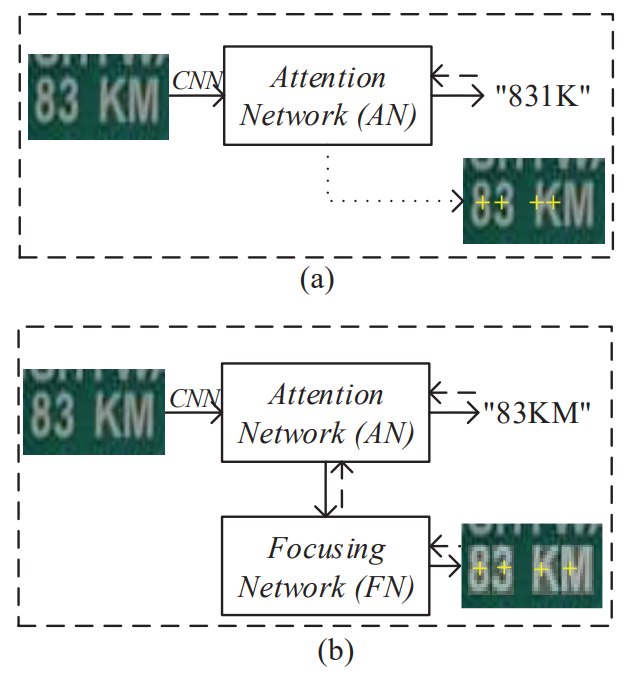 83 KM
CNN
Attention
Network (AN)
"831K"
83 KM
(a)
83 KM
CNN
Attention
Network (AN)
"83KM"
Focusing
Network (FN)
83 KM
(b)